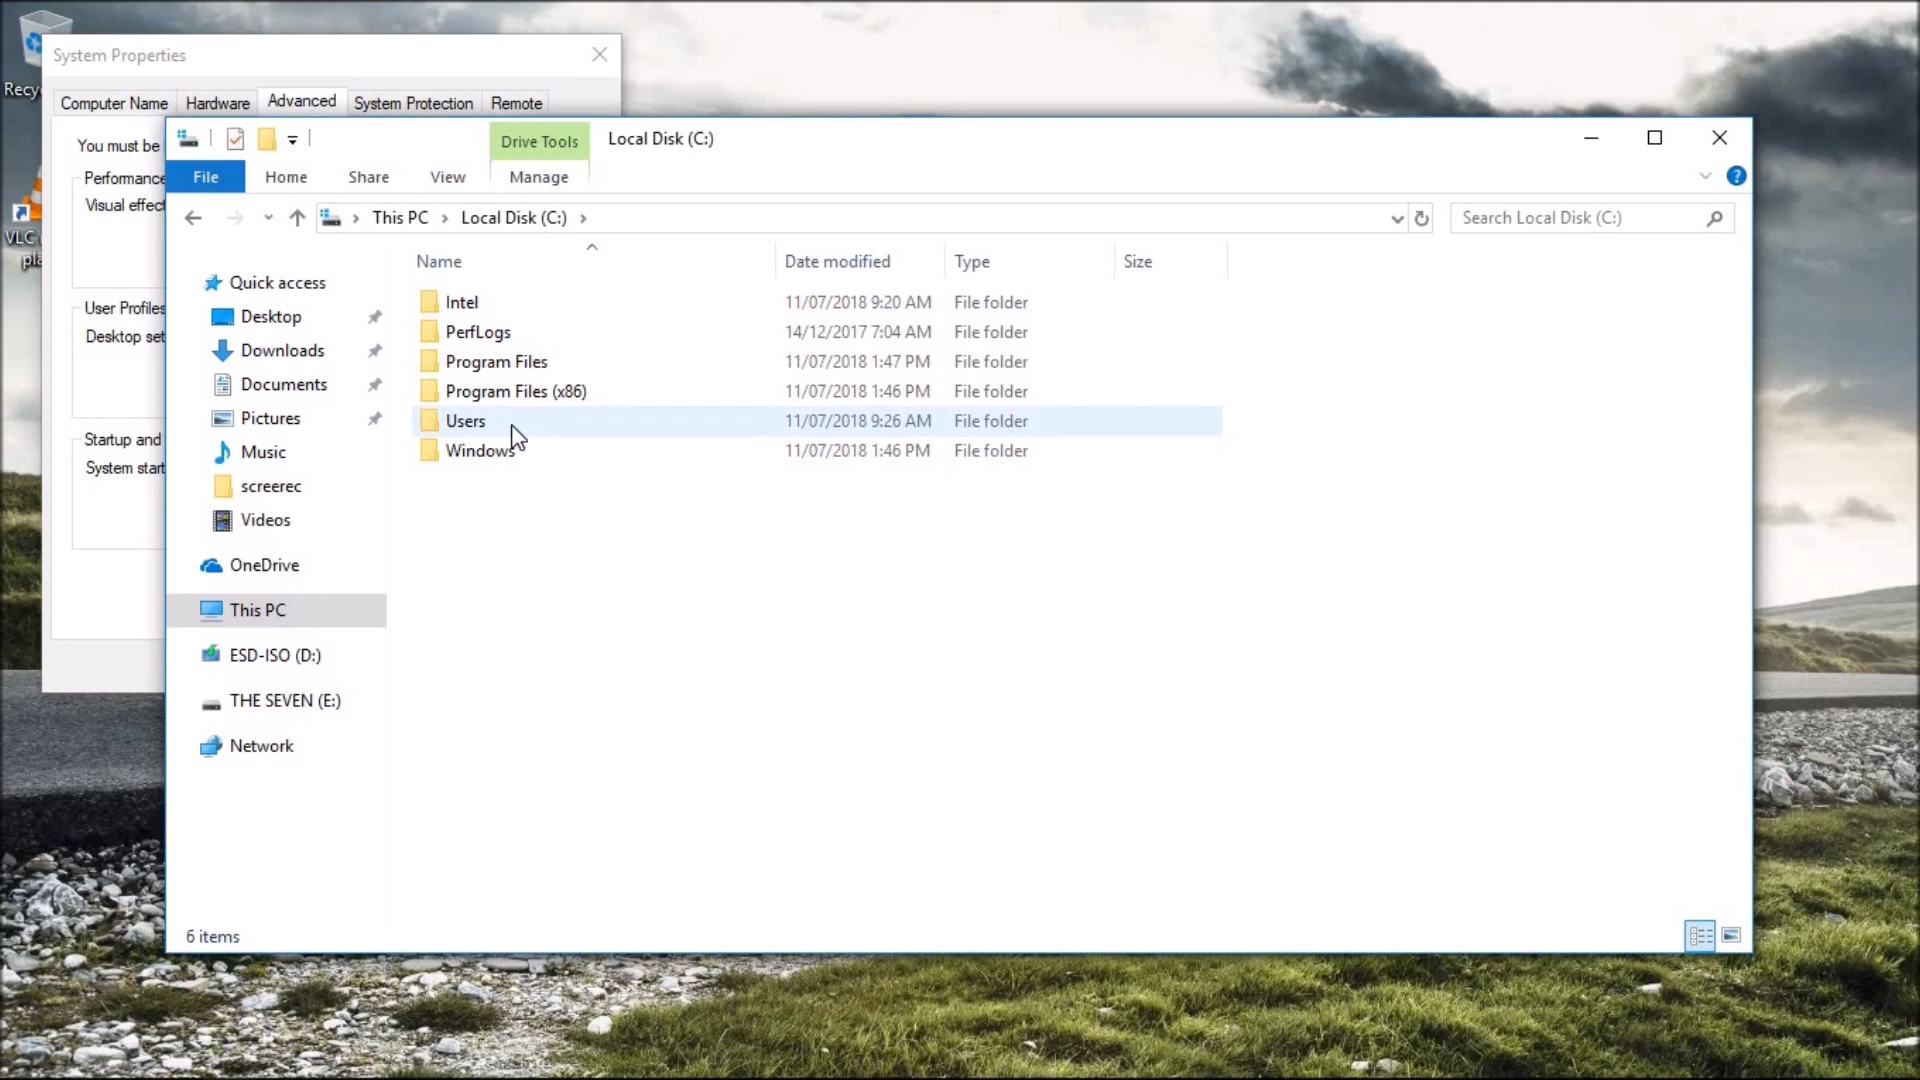 Recy
System Properties
Computer Name Hardware Advanced System Protection Remote
You must be
Performance
Visual effect
VLC
pla
User Profiles
Desktop set
Startup and
System start
Drive Tools Local Disk (C:)
File Home Share View Manage
This PC Local Disk (C:)
Search Local Disk (C:)
Quick access
Desktop
Downloads
Documents
Pictures
Music
screerec
Videos
OneDrive
This PC
ESD-ISO (D:)
THE SEVEN (E:)
Network
Name Date modified Type Size
Intel 11/07/2018 9:20 AM File folder
PerfLogs 14/12/2017 7:04 AM File folder
Program Files 11/07/2018 1:47 PM File folder
Program Files (x86) 11/07/2018 1:46 PM File folder
Users 11/07/2018 9:26 AM File folder
Windows 11/07/2018 1:46 PM File folder
6 items